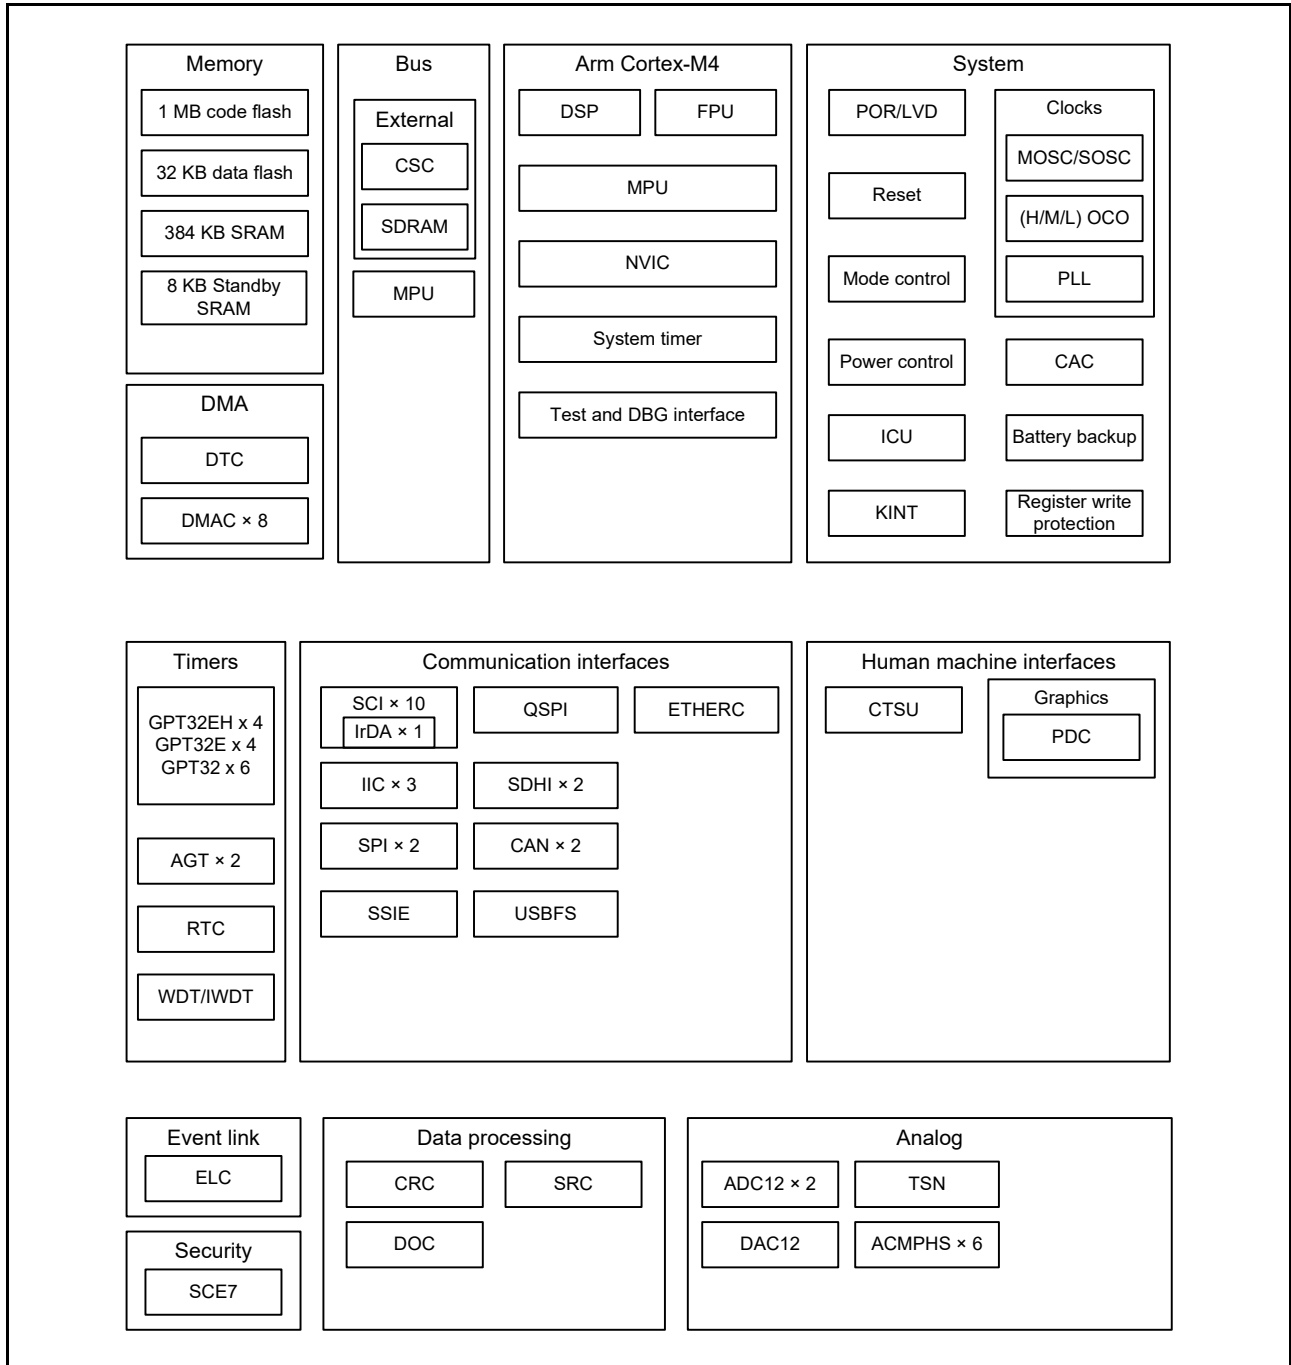 Memory
1 MB code flash
32 KB data flash
384 KB SRAM
8 KB Standby
SRAM
DMA
DTC
DMAC × 8
Bus
External
CSC
SDRAM
MPU
Arm Cortex-M4
DSP
FPU
MPU
NVIC
System timer
Test and DBG interface
System
POR/LVD
Reset
Mode control
Power control
ICU
KINT
Clocks
MOSC/SOSC
(H/M/L) OCO
PLL
CAC
Battery backup
Register write
protection
Timers
GPT32EH x 4
GPT32E x 4
GPT32 x 6
AGT × 2
RTC
WDT/IWDT
Communication interfaces
SCI × 10
IrDA × 1
IIC × 3
SPI × 2
SSIE
QSPI
SDHI × 2
CAN × 2
USBFS
ETHERC
Human machine interfaces
CTSU
Graphics
PDC
Event link
ELC
Security
SCE7
Data processing
CRC
SRC
DOC
Analog
ADC12 × 2
TSN
DAC12
ACMPHS × 6